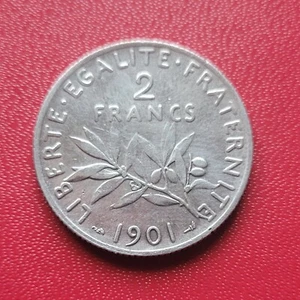 LIBERTE · EGALITE · FRATERNITE
2
FRANCS
1901